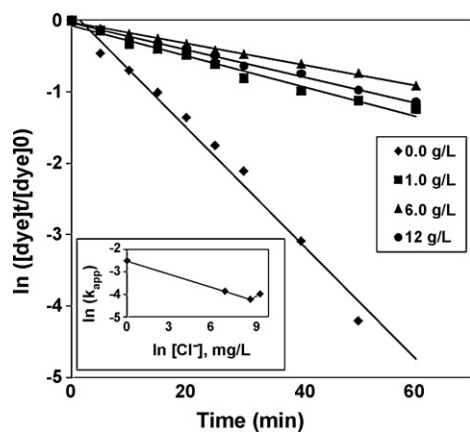 0
-1
-2
-3
-4
-5
ln ([dye]t/[dye]0)
0 20 40 60
Time (min)
0.0 g/L
1.0 g/L
6.0 g/L
12 g/L
-2
-3
-4
-5
ln (kapp)
0 3 6 9
ln [Cl⁻], mg/L